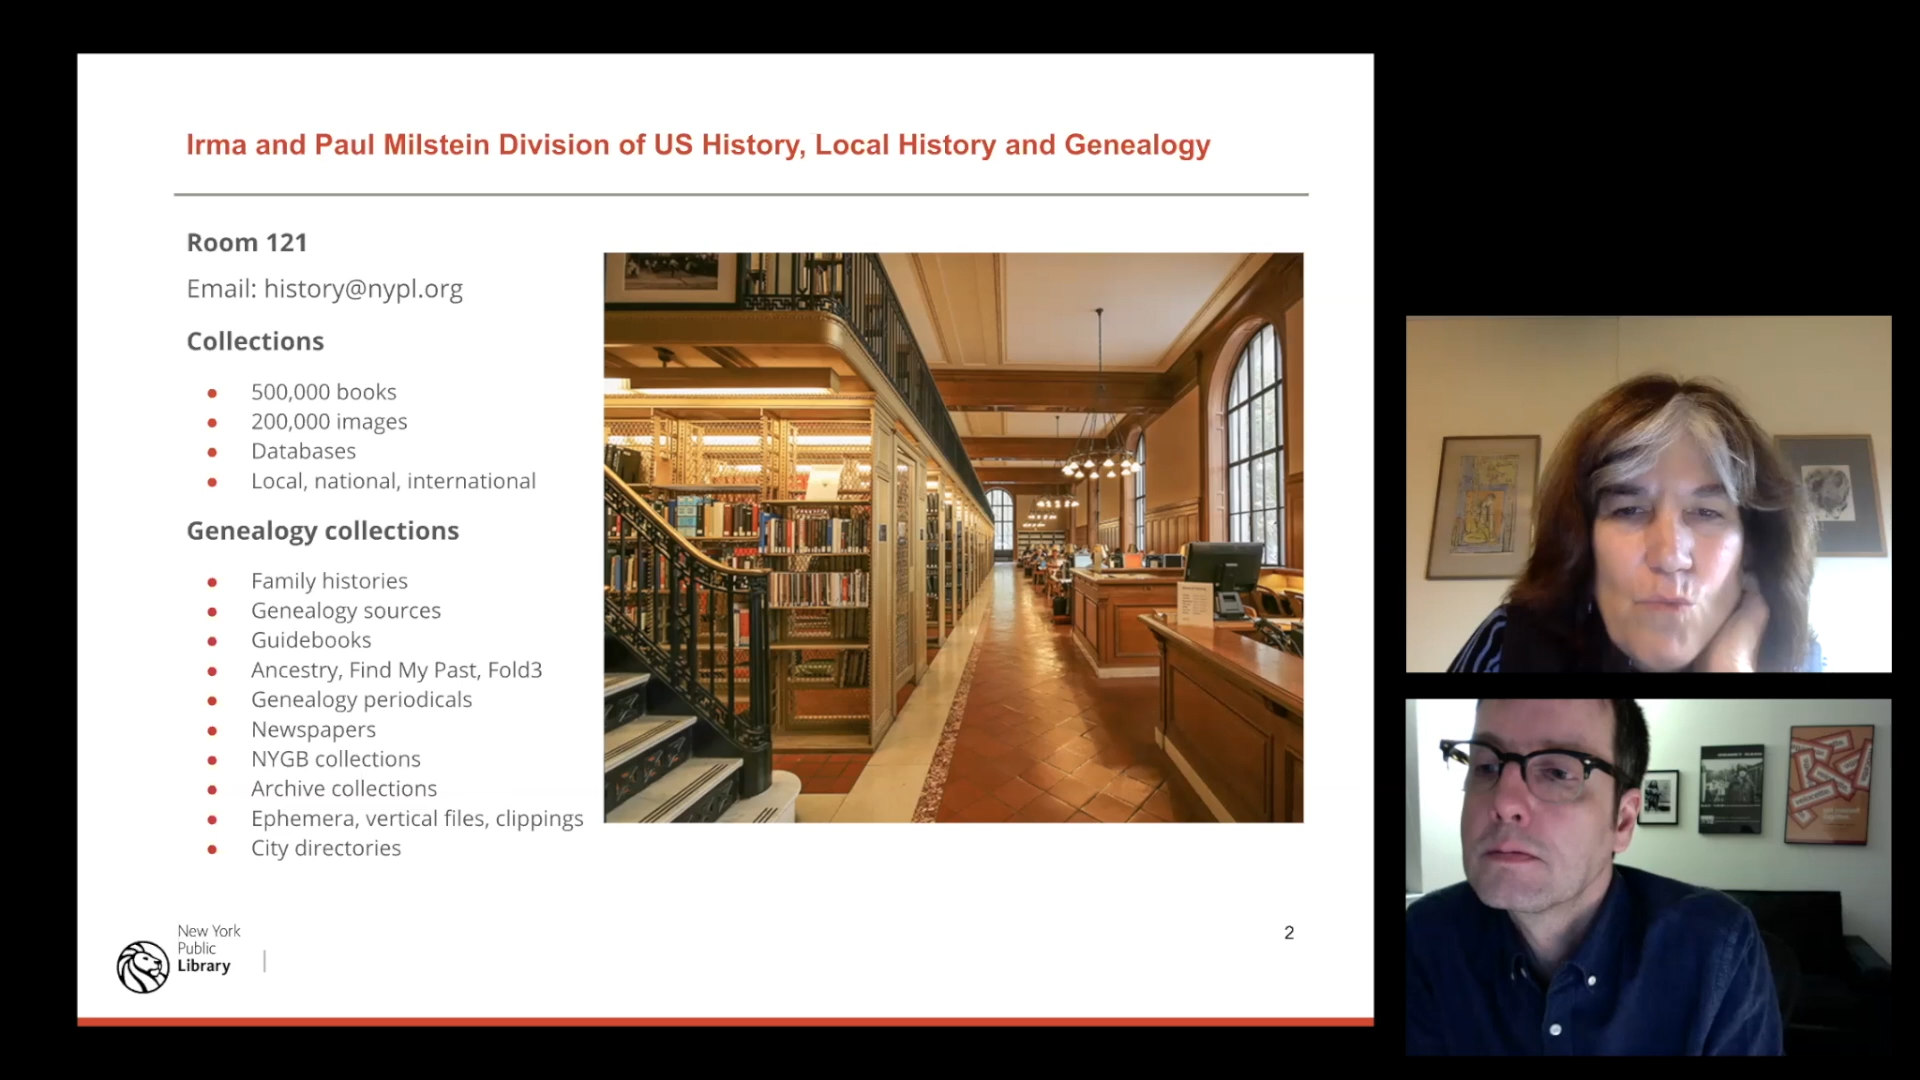 Irma and Paul Milstein Division of US History, Local History and Genealogy
Room 121
Email: history@nypl.org
Collections
500,000 books
200,000 images
Databases
Local, national, international
Genealogy collections
Family histories
Genealogy sources
Guidebooks
Ancestry, Find My Past, Fold3
Genealogy periodicals
Newspapers
NYGB collections
Archive collections
Ephemera, vertical files, clippings
City directories
New York
Public
Library
2